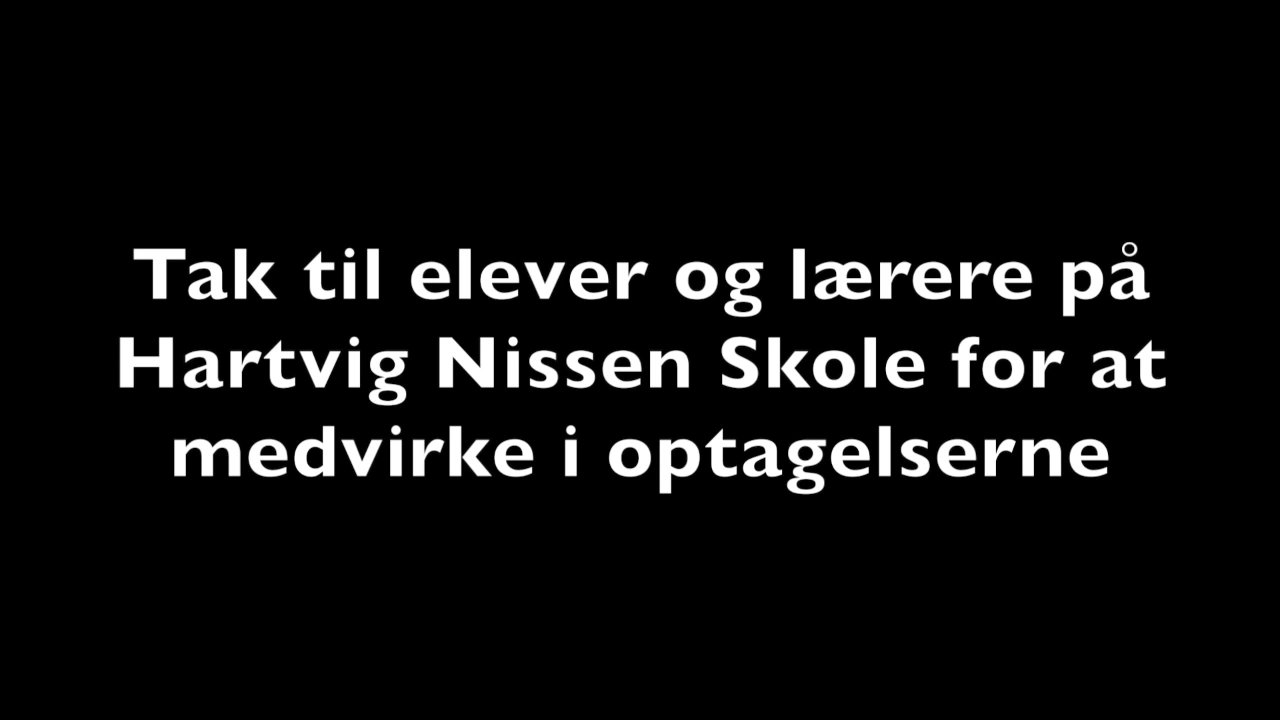 Tak til elever og lærere på
Hartvig Nissen Skole for at
medvirke i optagelserne